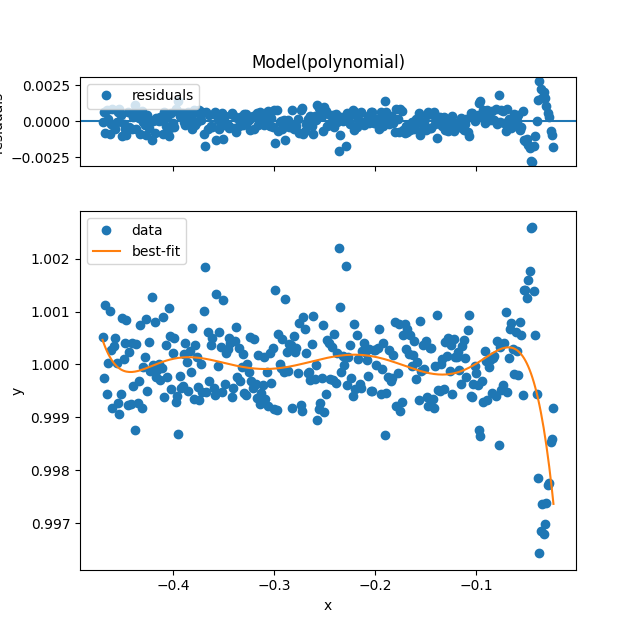 Model(polynomial)
0.0025
0.0000
−0.0025
residuals
residuals
1.002
1.001
1.000
0.999
0.998
0.997
y
data
best-fit
−0.4
−0.3
−0.2
−0.1
x